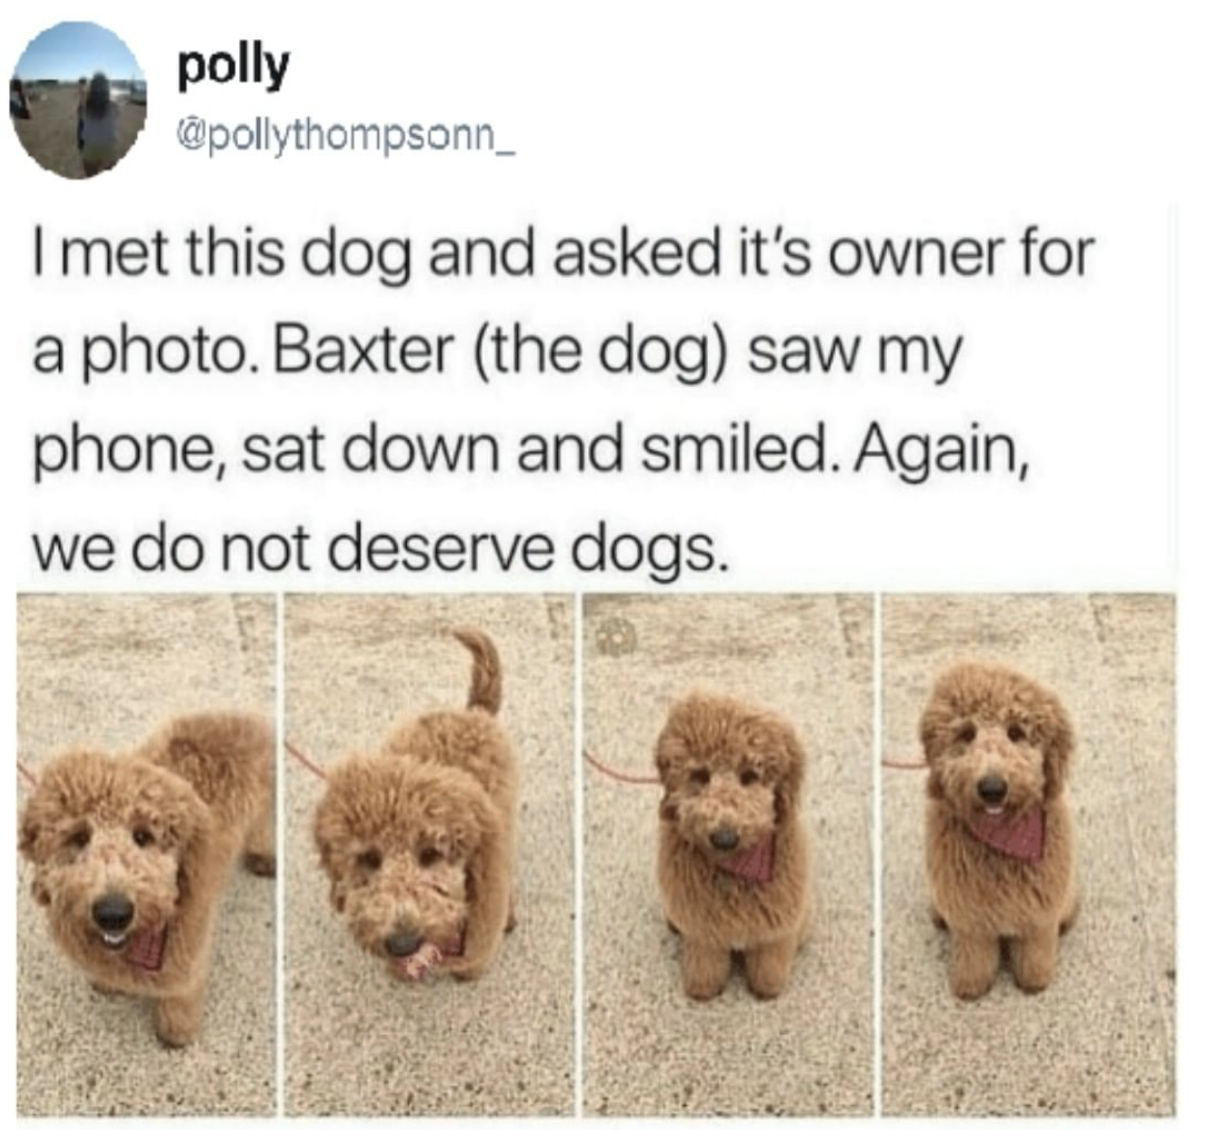 polly
@pollythompsonn_
I met this dog and asked it's owner for
a photo. Baxter (the dog) saw my
phone, sat down and smiled. Again,
we do not deserve dogs.